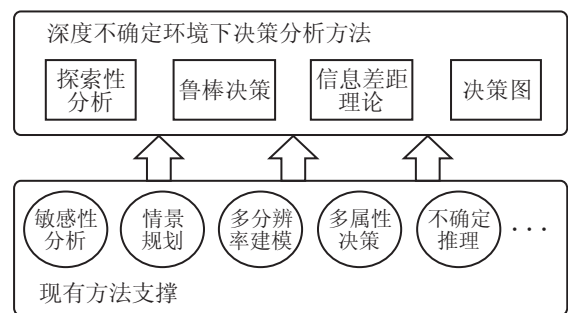 深度不确定环境下决策分析方法
探索性
分析
鲁棒决策
信息差距
理论
决策图
敏感性
分析
情景
规划
多分辨
率建模
多属性
决策
不确定
推理
···
现有方法支撑